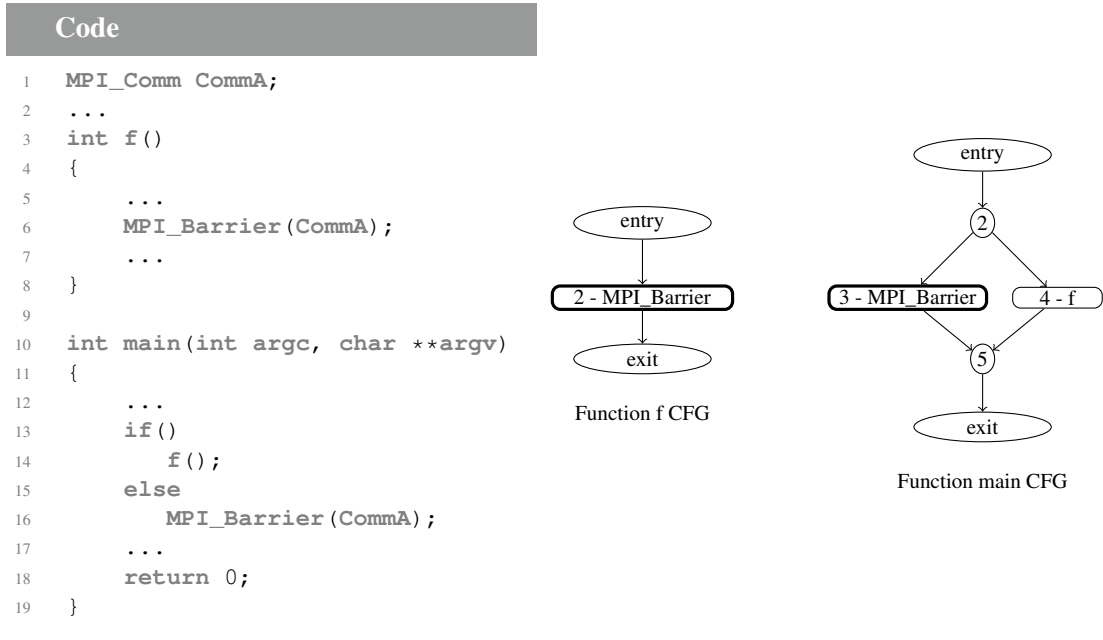 Code
1 MPI_Comm CommA;
2 ...
3 int f()
4 {
5 ...
6 MPI_Barrier(CommA);
7 ...
8 }
9
10 int main(int argc, char **argv)
11 {
12 ...
13 if()
14 f();
15 else
16 MPI_Barrier(CommA);
17 ...
18 return 0;
19 }
entry
2 - MPI_Barrier
exit
Function f CFG
entry
2
3 - MPI_Barrier
4 - f
5
exit
Function main CFG